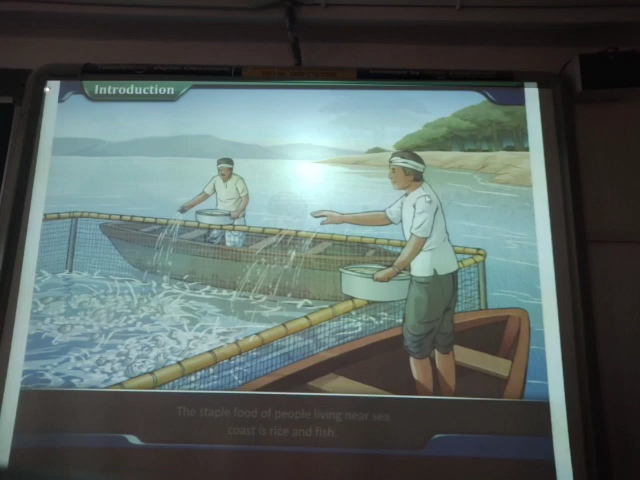 Introduction
The staple food of people living near sea
coast is rice and fish.